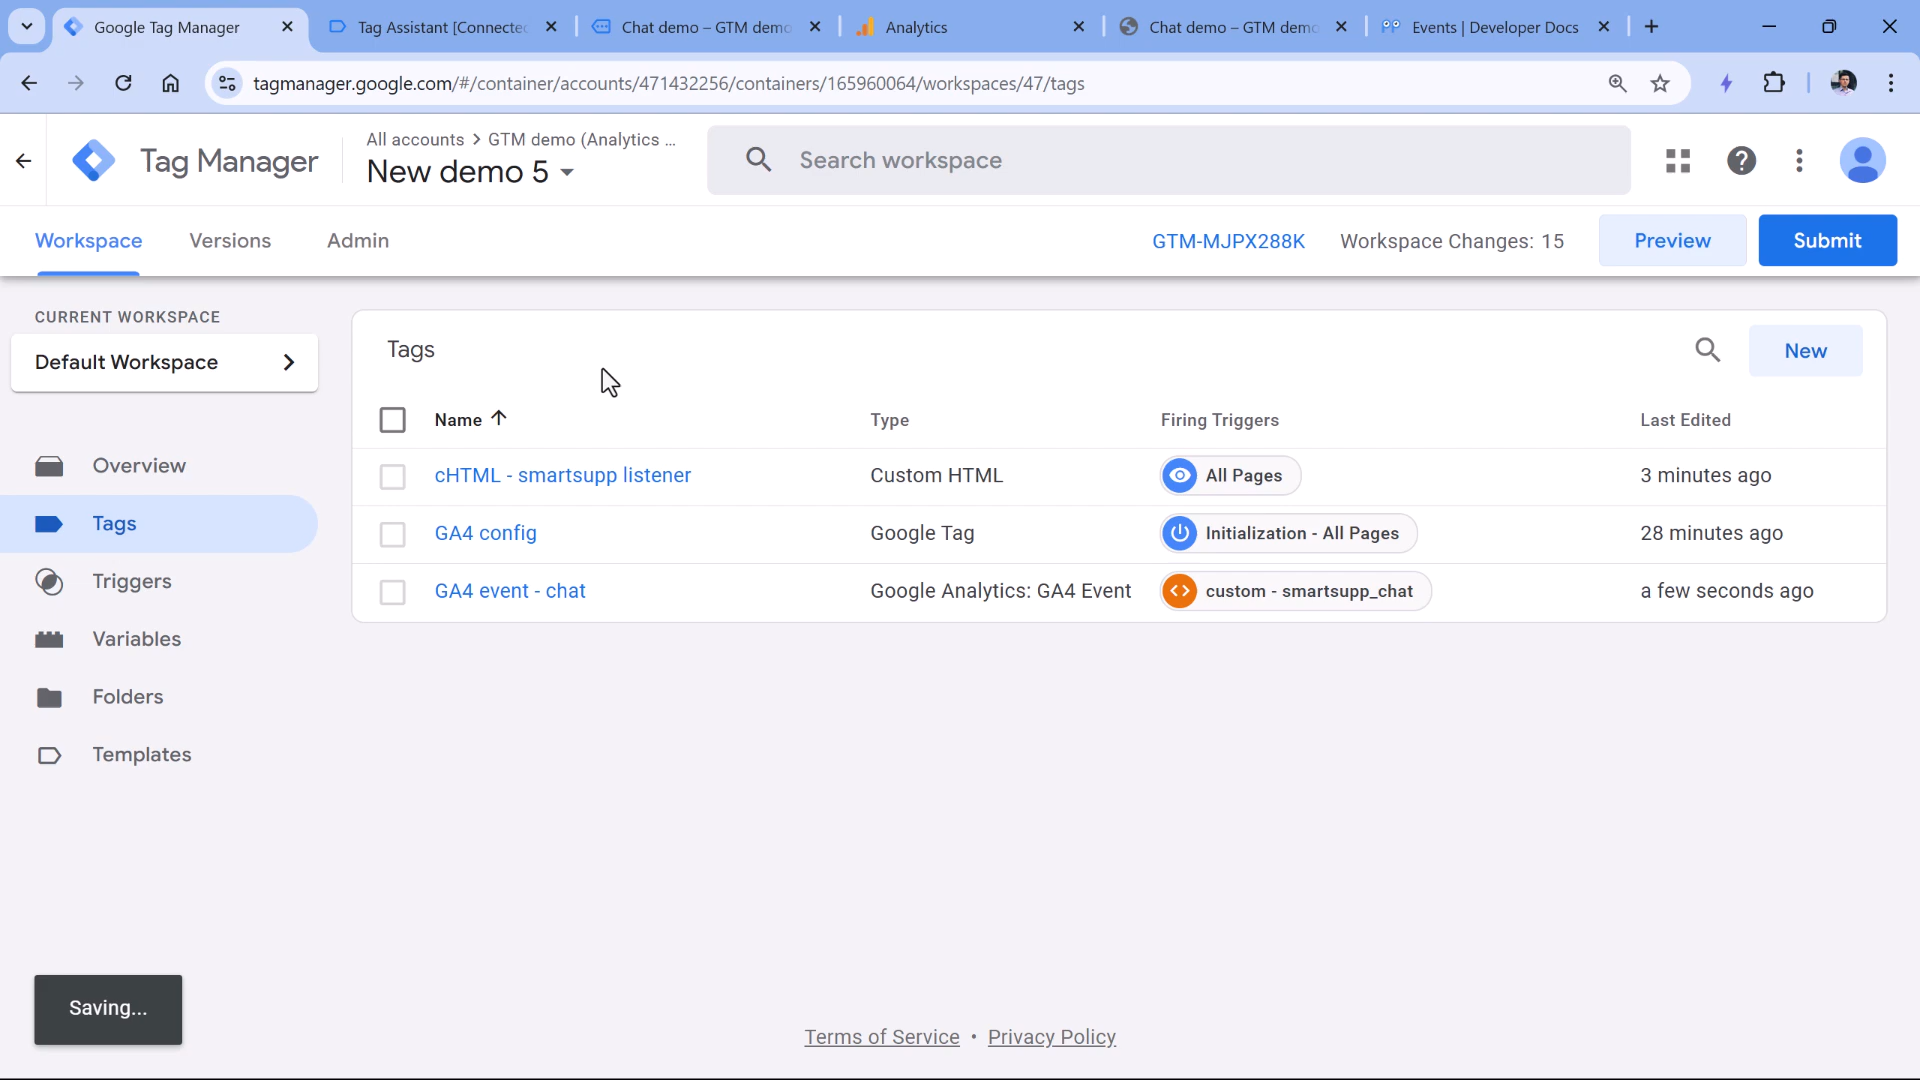 Google Tag Manager
Tag Assistant [Connected
Chat demo – GTM demo
Analytics
Chat demo – GTM demo
Events | Developer Docs
tagmanager.google.com/#/container/accounts/471432256/containers/165960064/workspaces/47/tags
Tag Manager
All accounts > GTM demo (Analytics ...
New demo 5
Search workspace
Workspace
Versions
Admin
GTM-MJPX288K
Workspace Changes: 15
Preview
Submit
CURRENT WORKSPACE
Default Workspace
Overview
Tags
Triggers
Variables
Folders
Templates
Tags
New
Name
Type
Firing Triggers
Last Edited
cHTML - smartsupp listener
Custom HTML
All Pages
3 minutes ago
GA4 config
Google Tag
Initialization - All Pages
28 minutes ago
GA4 event - chat
Google Analytics: GA4 Event
custom - smartsupp_chat
a few seconds ago
Saving...
Terms of Service • Privacy Policy